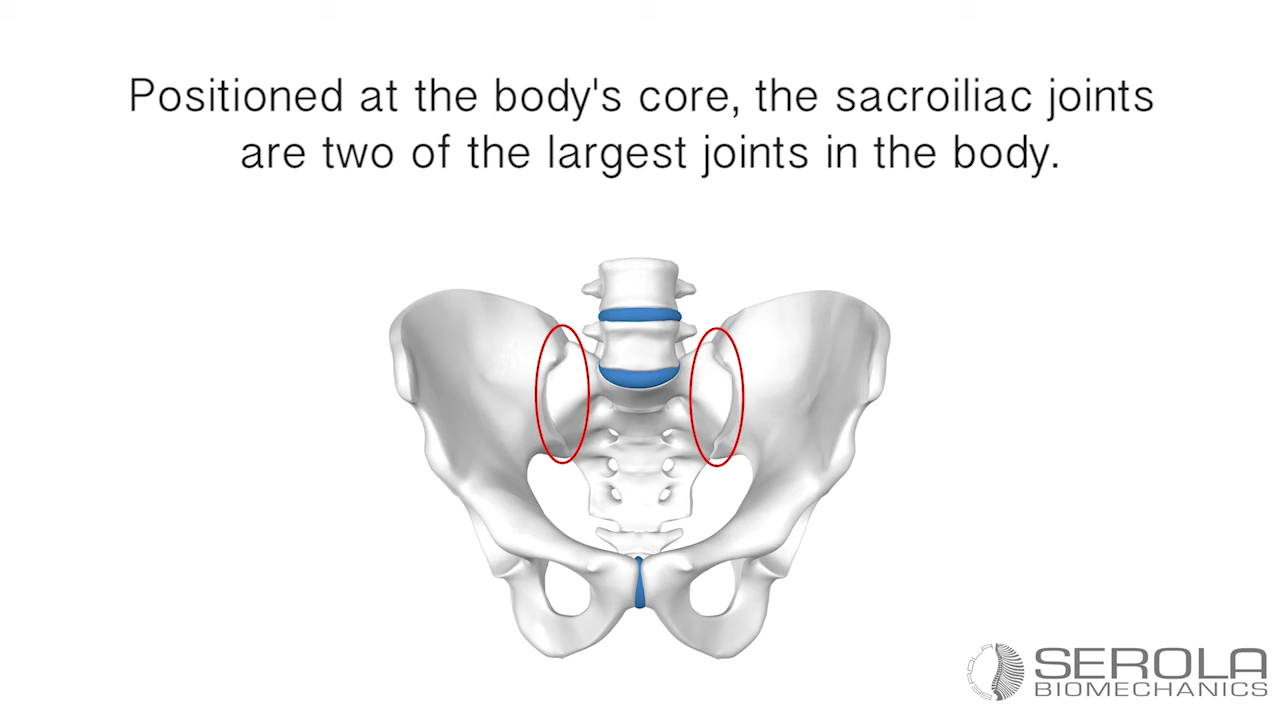 Positioned at the body's core, the sacroiliac joints
are two of the largest joints in the body.
SEROLA
BIOMECHANICS